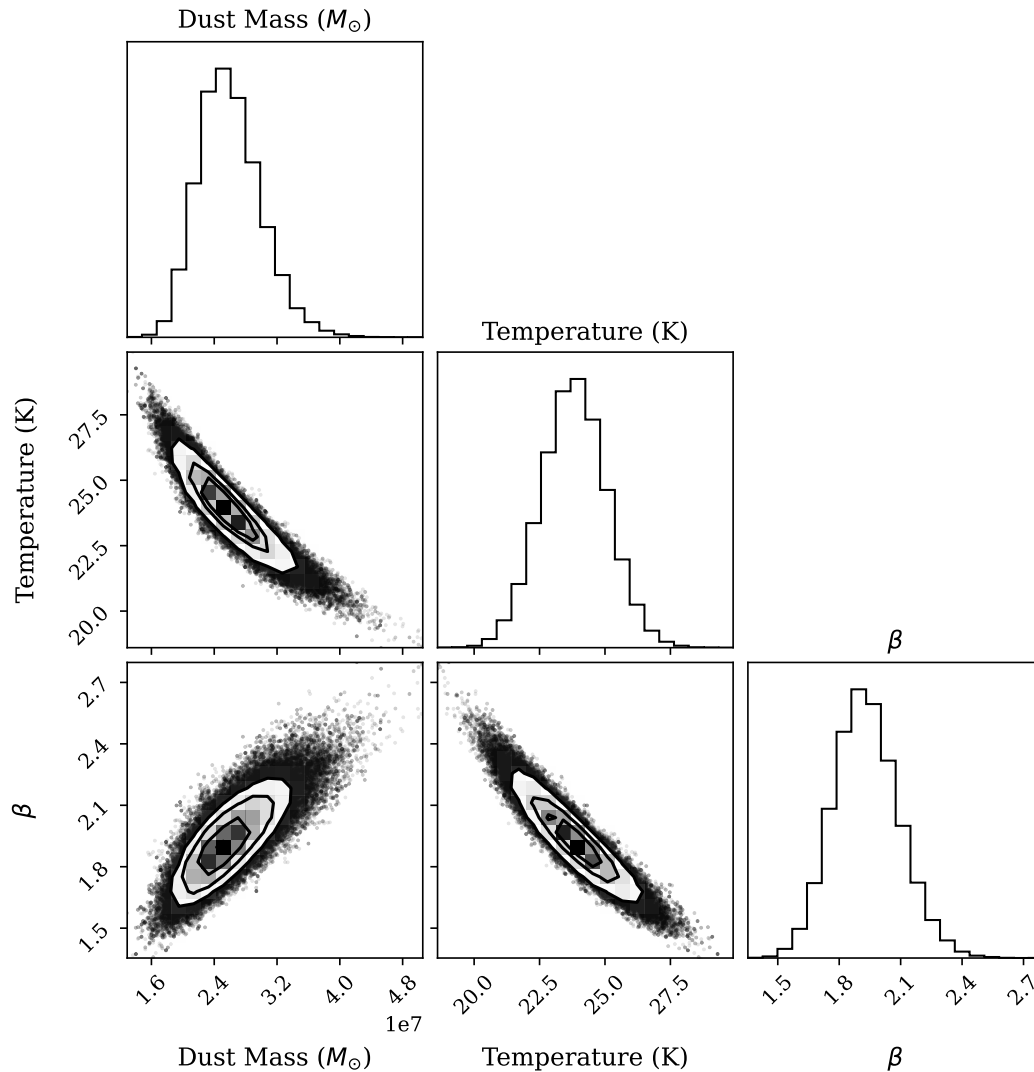 Dust Mass (M☉)
Temperature (K)
Temperature (K)
27.5
25.0
22.5
20.0
β
β
2.7
2.4
2.1
1.8
1.5
1.6 2.4 3.2 4.0 4.8
20.0 22.5 25.0 27.5
1.5 1.8 2.1 2.4 2.7
1e7
Dust Mass (M☉)
Temperature (K)
β